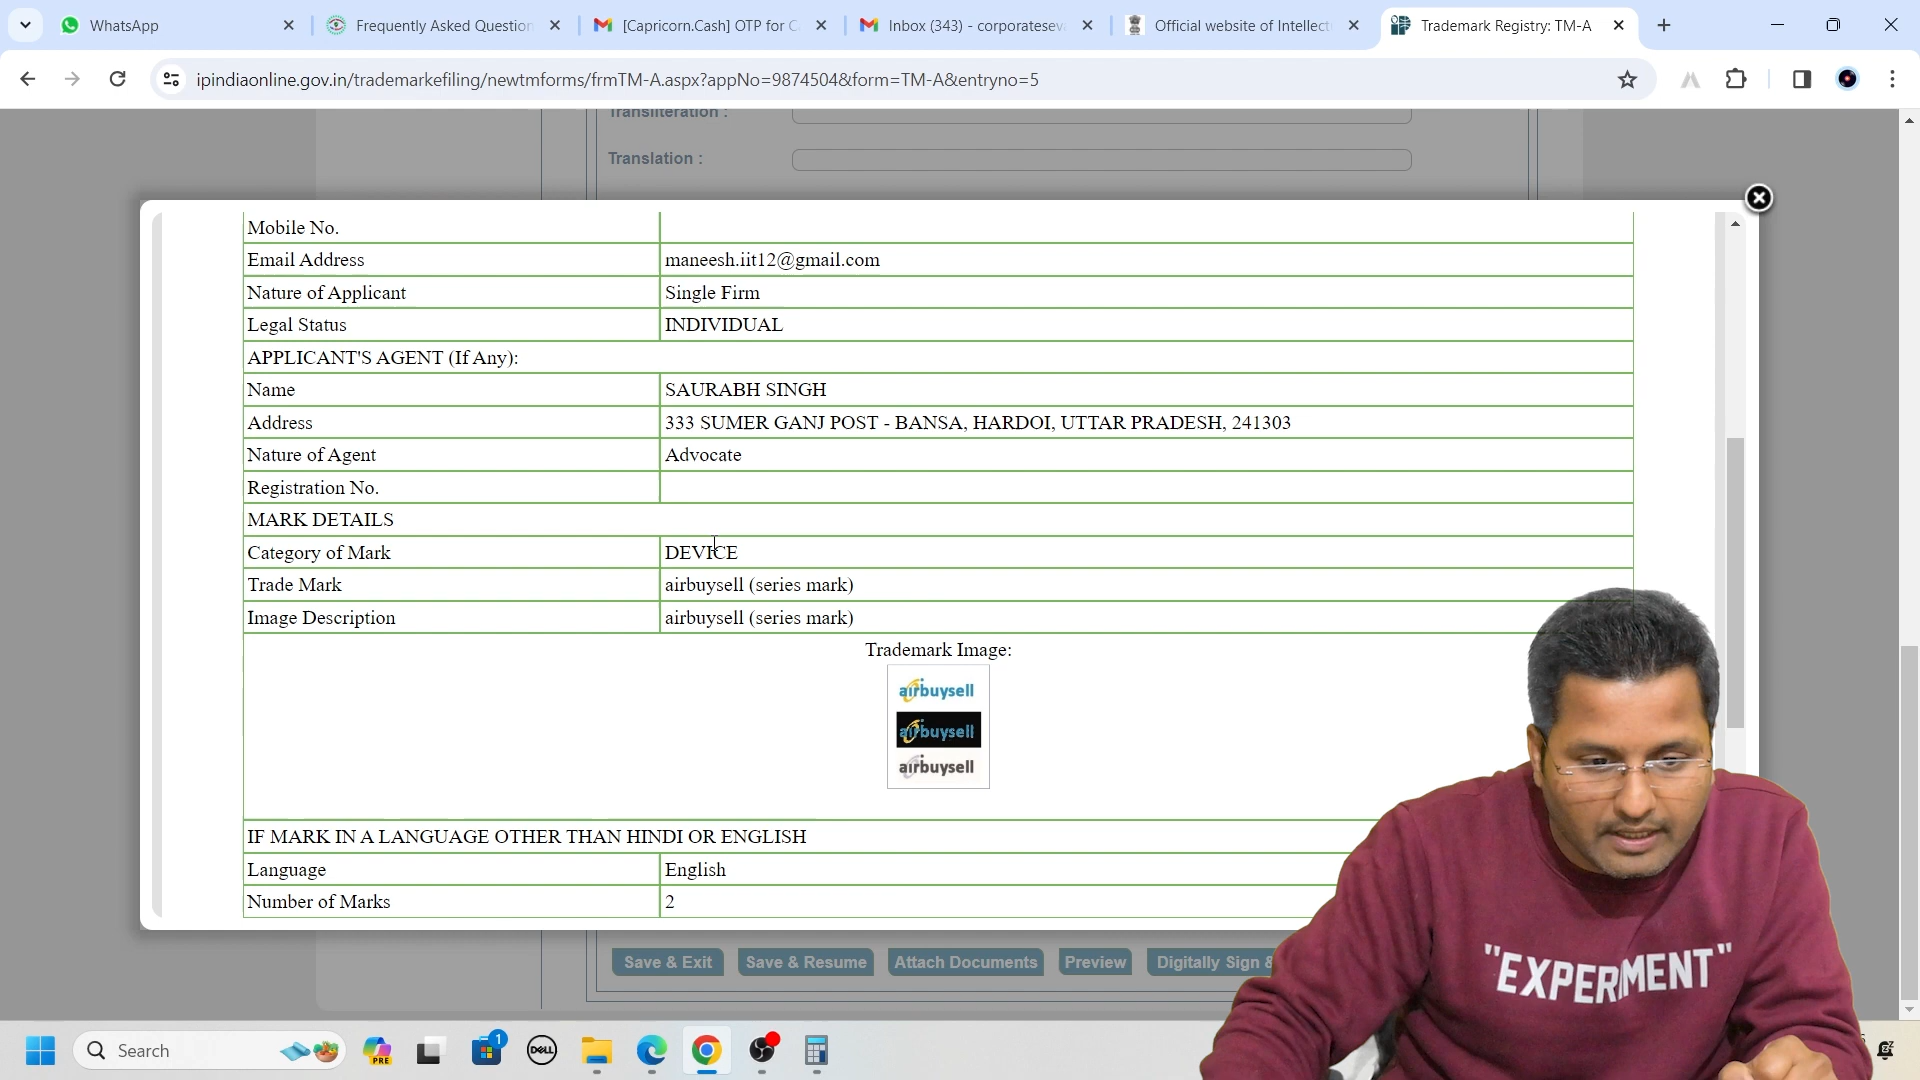 WhatsApp
Frequently Asked Question
[Capricorn.Cash] OTP for C
Inbox (343) - corporateseva
Official website of Intellect
Trademark Registry: TM-A
ipindiaonline.gov.in/trademarkefiling/newtmforms/frmTM-A.aspx?appNo=9874504&form=TM-A&entryno=5
Transliteration :
Translation :
Mobile No.
Email Address maneesh.iit12@gmail.com
Nature of Applicant Single Firm
Legal Status INDIVIDUAL
APPLICANT'S AGENT (If Any):
Name SAURABH SINGH
Address 333 SUMER GANJ POST - BANSA, HARDOI, UTTAR PRADESH, 241303
Nature of Agent Advocate
Registration No.
MARK DETAILS
Category of Mark DEVICE
Trade Mark airbuysell (series mark)
Image Description airbuysell (series mark)
Trademark Image:
airbuysell
airbuysell
airbuysell
IF MARK IN A LANGUAGE OTHER THAN HINDI OR ENGLISH
Language English
Number of Marks 2
Save & Exit Save & Resume Attach Documents Preview Digitally Sign &
"EXPERIMENT"
Search
PRE
1
DELL